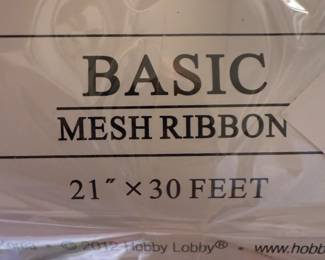 BASIC
MESH RIBBON
21″ × 30 FEET
• © 2012 Hobby Lobby® • www.hobb